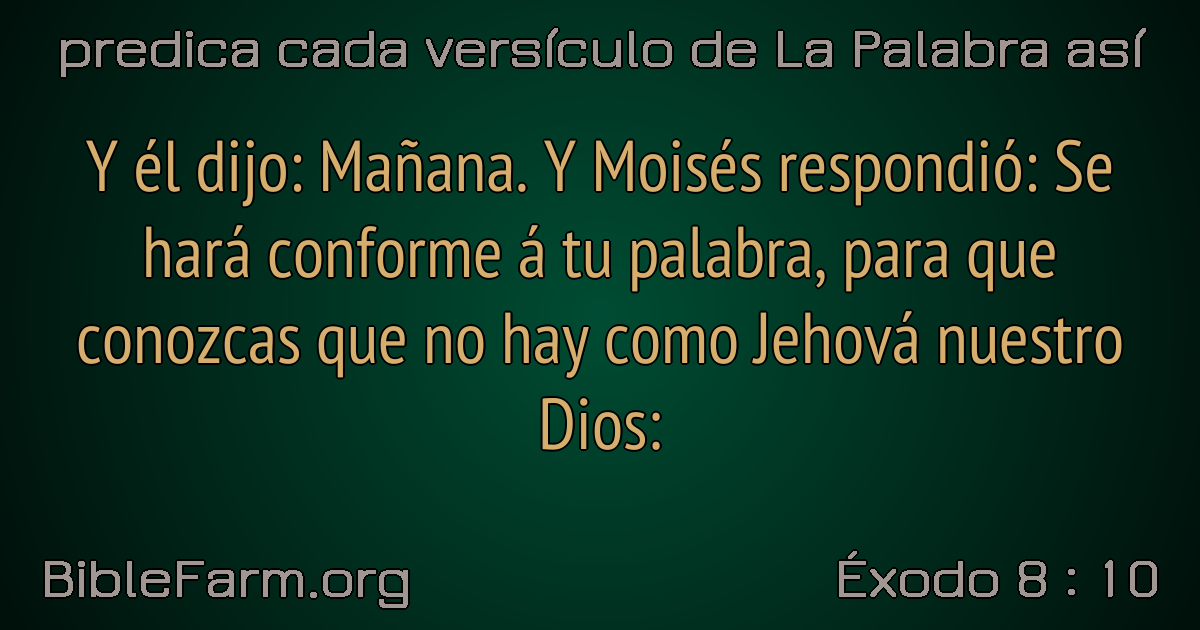 predica cada versículo de La Palabra así
Y él dijo: Mañana. Y Moisés respondió: Se
hará conforme á tu palabra, para que
conozcas que no hay como Jehová nuestro
Dios:
BibleFarm.org
Éxodo 8 : 10